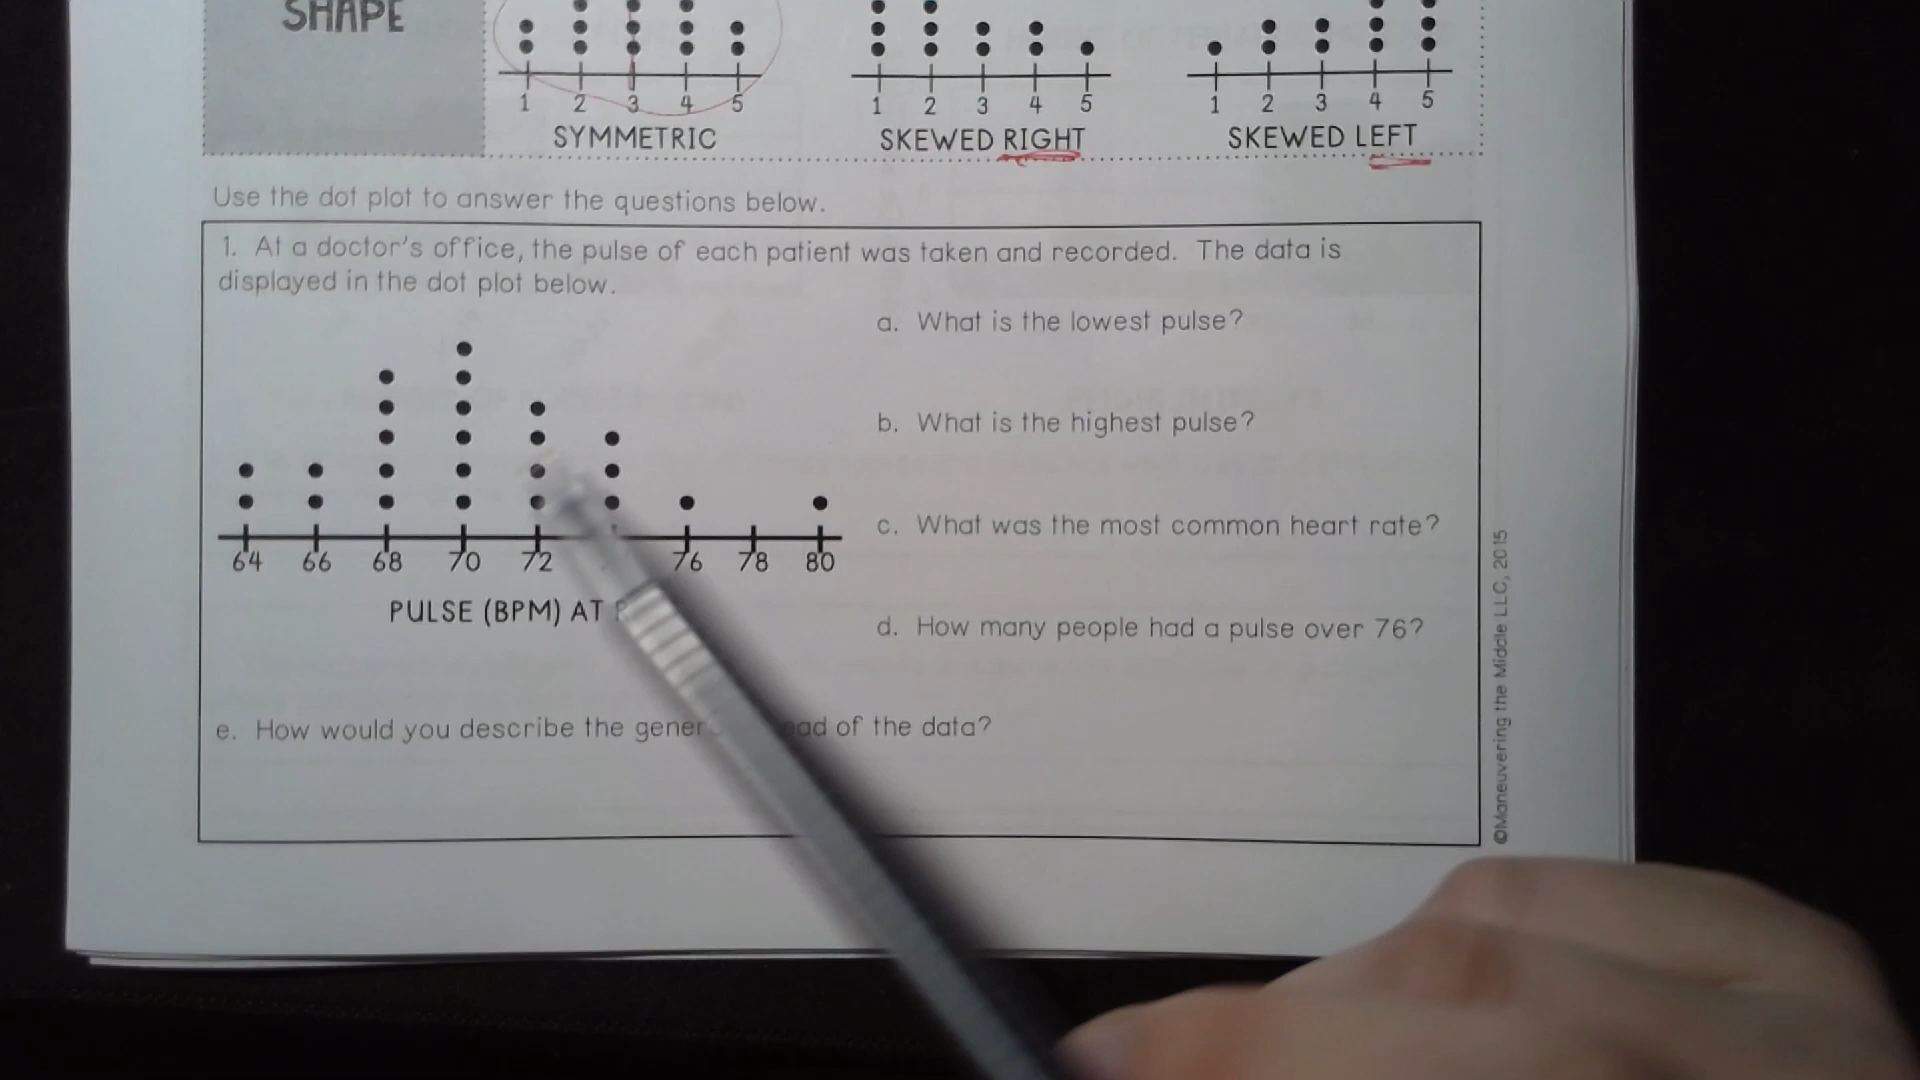 SHAPE
1 2 3 4 5
1 2 3 4 5
1 2 3 4 5
SYMMETRIC
SKEWED RIGHT
SKEWED LEFT
Use the dot plot to answer the questions below.
1. At a doctor's office, the pulse of each patient was taken and recorded. The data is
displayed in the dot plot below.
64 66 68 70 72 76 78 80
PULSE (BPM) AT
a. What is the lowest pulse?
b. What is the highest pulse?
c. What was the most common heart rate?
d. How many people had a pulse over 76?
e. How would you describe the of the data?
©Maneuvering the Middle LLC, 2015